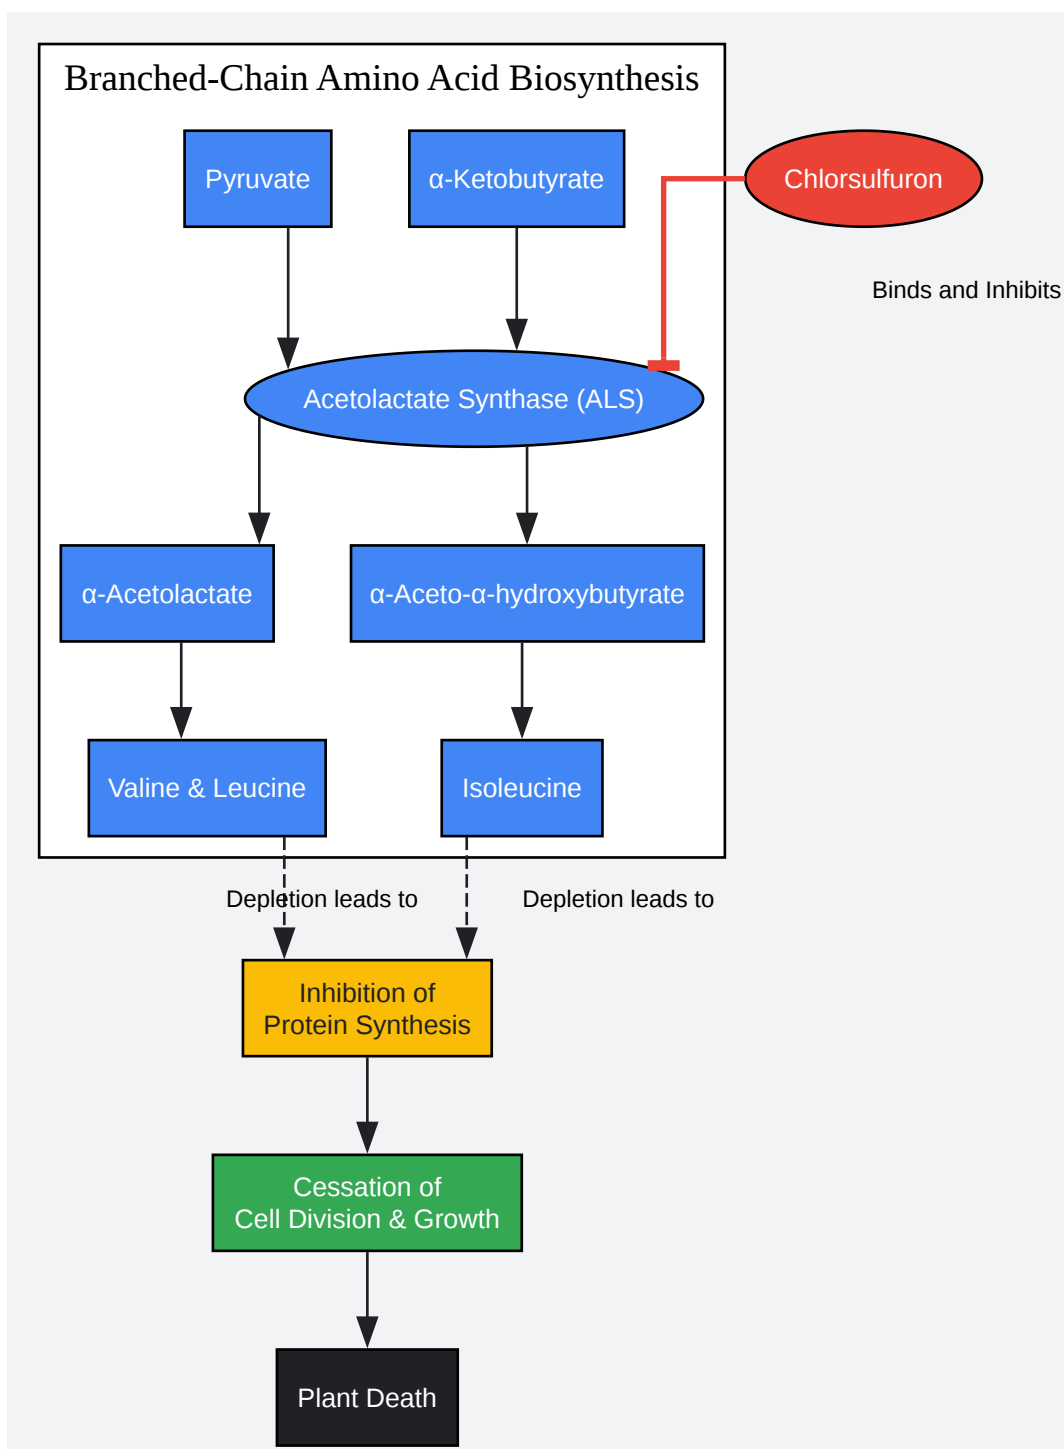 Branched-Chain Amino Acid Biosynthesis
Pyruvate
α-Ketobutyrate
Chlorsulfuron
Binds and Inhibits
Acetolactate Synthase (ALS)
α-Acetolactate
α-Aceto-α-hydroxybutyrate
Valine & Leucine
Isoleucine
Depletion leads to
Depletion leads to
Inhibition of
Protein Synthesis
Cessation of
Cell Division & Growth
Plant Death